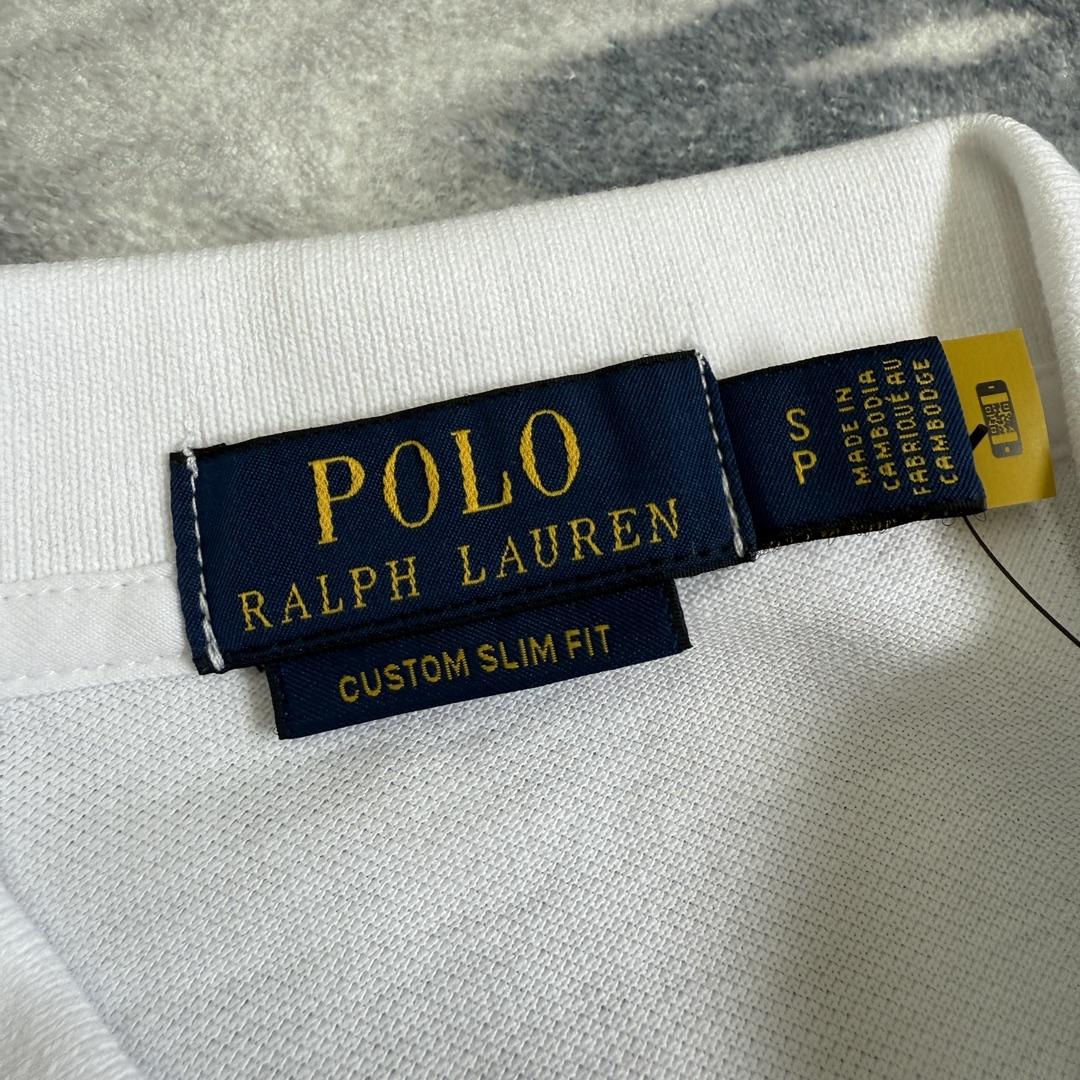 POLO
RALPH LAUREN
CUSTOM SLIM FIT
S
P
MADE IN
CAMBODIA
FABRIQUÉ AU
CAMBODGE